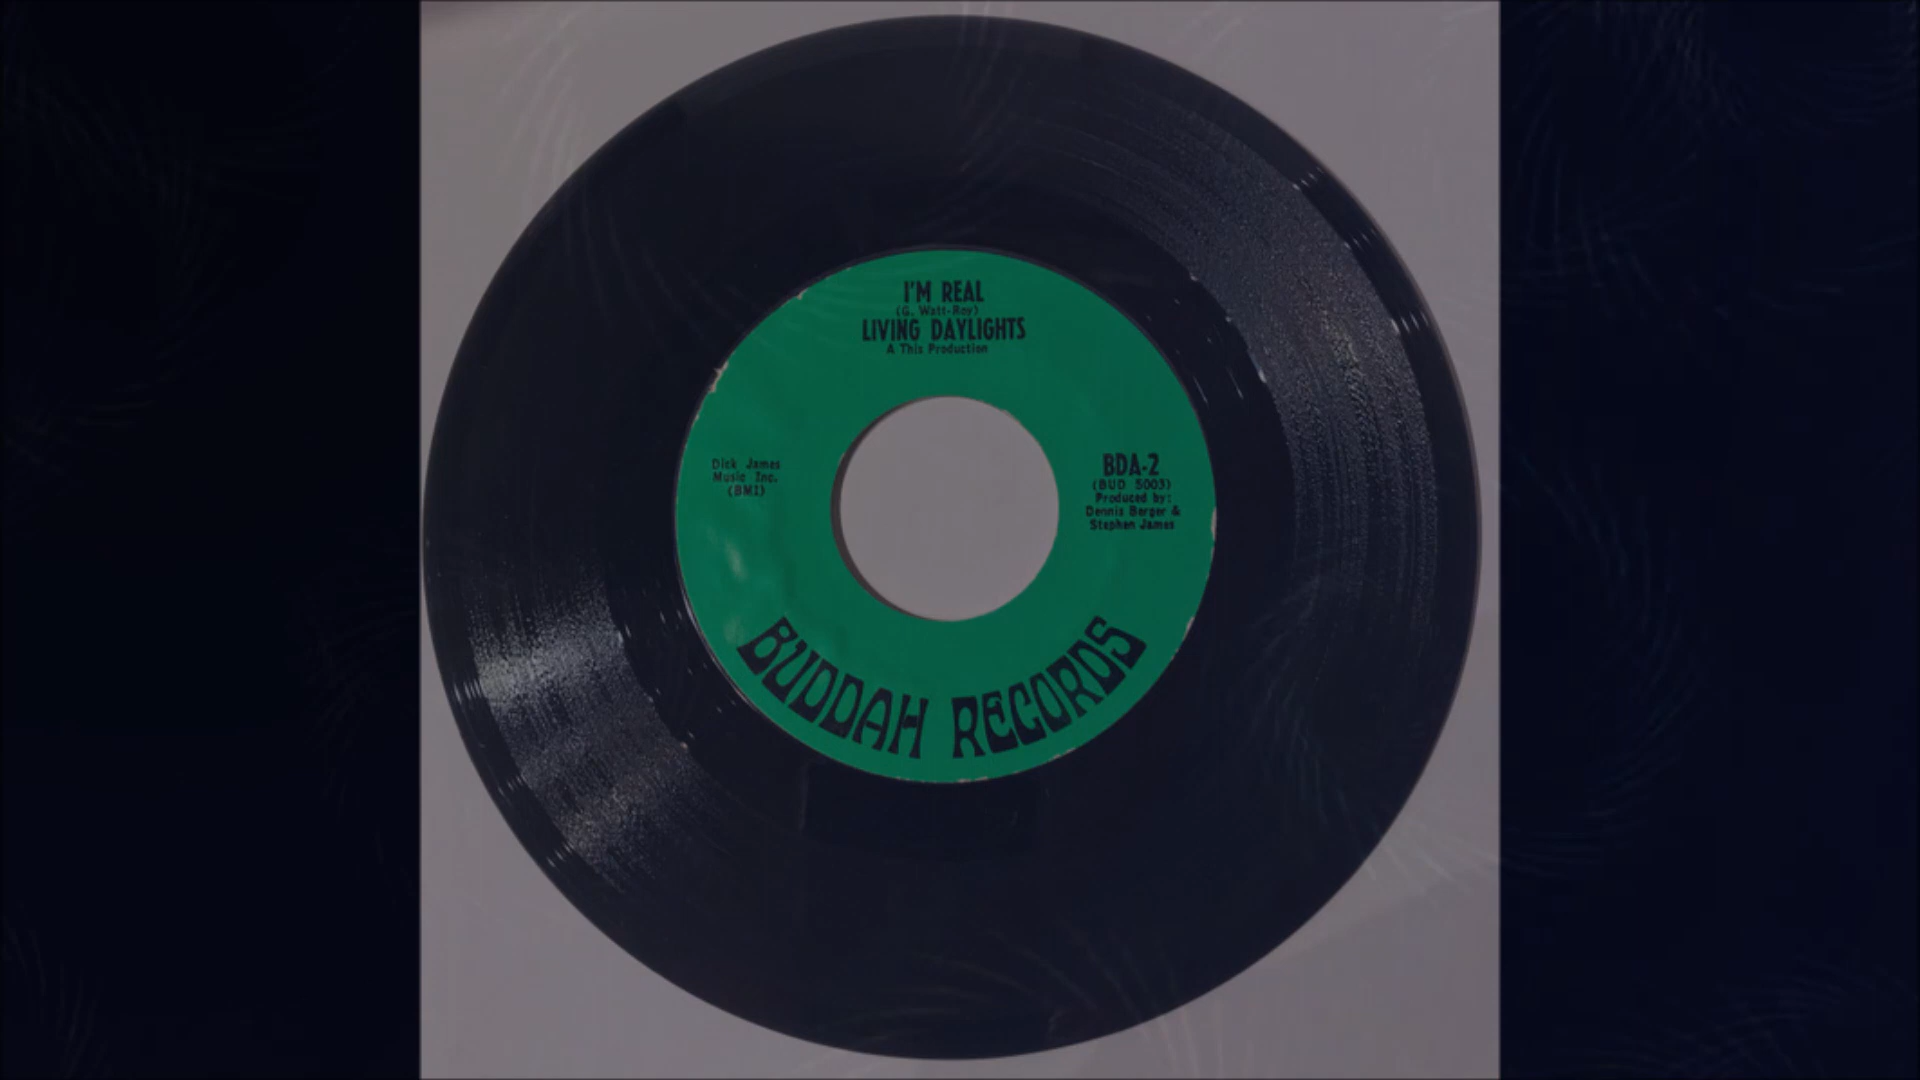 I'M REAL
(G. Watt-Roy)
LIVING DAYLIGHTS
A This Production
Dick James
Music Inc.
(BMI)
BDA-2
(BUD 5003)
Produced by:
Dennis Berger &
Stephen James
BUDDAH RECORDS